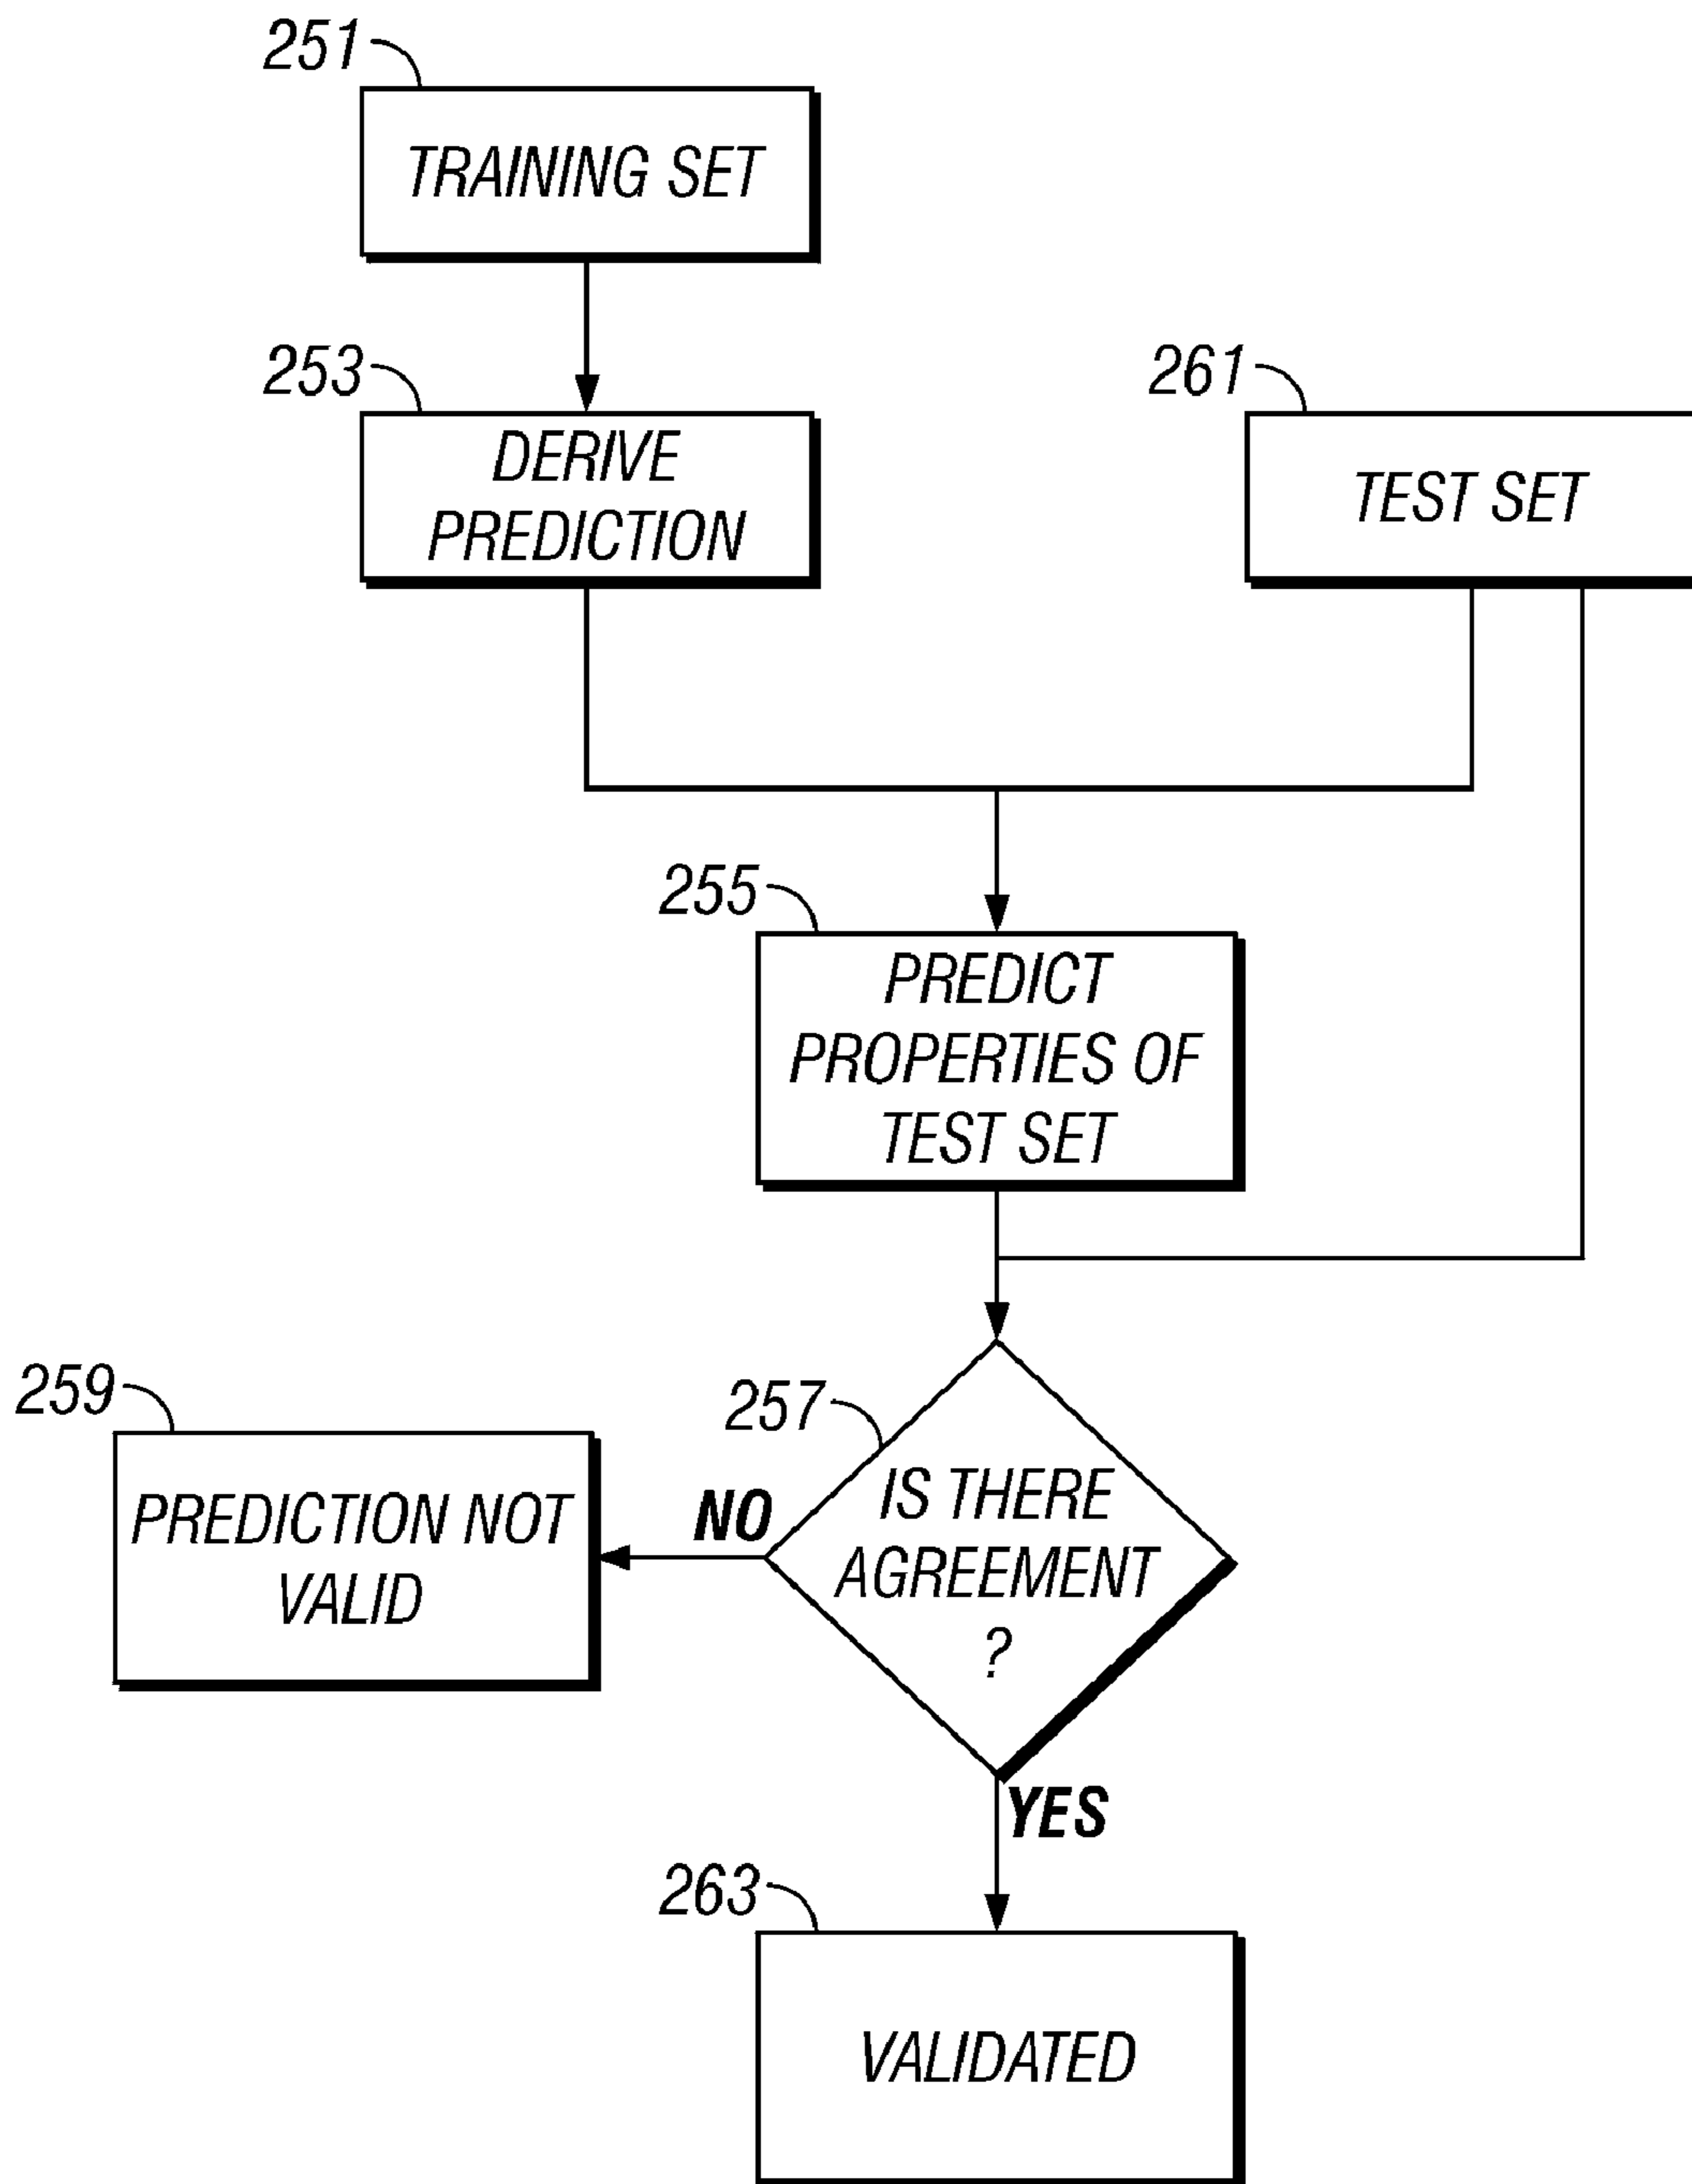 251
TRAINING SET
253
DERIVE
PREDICTION
261
TEST SET
255
PREDICT
PROPERTIES OF
TEST SET
259
PREDICTION NOT
VALID
NO
257
IS THERE
AGREEMENT
?
YES
263
VALIDATED